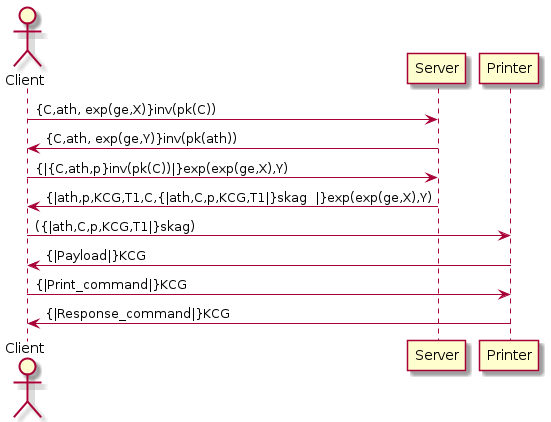 Client
Server
Printer
{C,ath, exp(ge,X)}inv(pk(C))
{C,ath, exp(ge,Y)}inv(pk(ath))
{|{C,ath,p}inv(pk(C))|}exp(exp(ge,X),Y)
{|ath,p,KCG,T1,C,{|ath,C,p,KCG,T1|}skag  |}exp(exp(ge,X),Y)
({|ath,C,p,KCG,T1|}skag)
{|Payload|}KCG
{|Print_command|}KCG
{|Response_command|}KCG
Client
Server
Printer